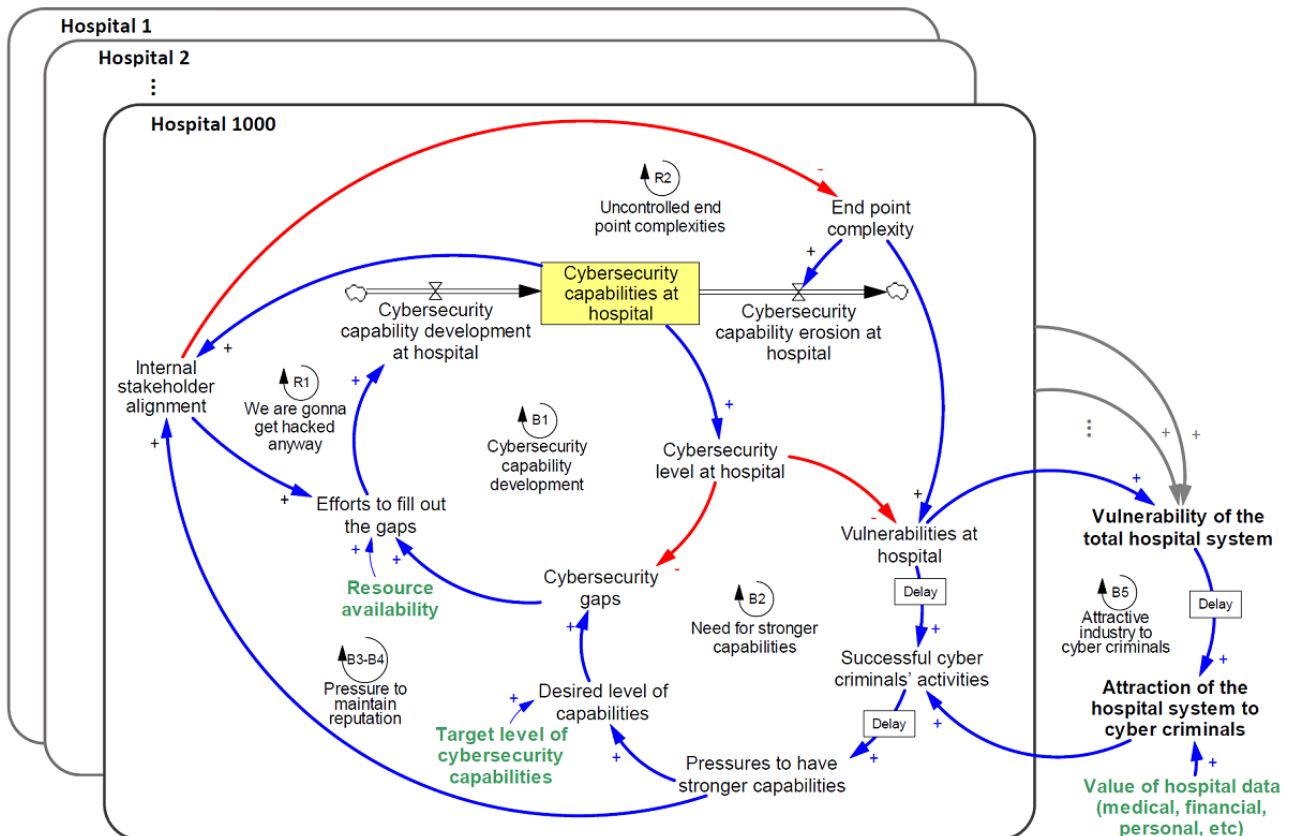 Hospital 1
Hospital 2
⋮
Hospital 1000
R2
Uncontrolled end
point complexities
-
End point
complexity
+
Cybersecurity
capabilities at
hospital
Cybersecurity
capability development
at hospital
Cybersecurity
capability erosion at
hospital
+
Internal
stakeholder
alignment
+
R1
We are gonna
get hacked
anyway
+
B1
Cybersecurity
capability
development
+
Cybersecurity
level at hospital
+
Efforts to fill out
the gaps
+
+
Resource
availability
-
Cybersecurity
gaps
+
+
-
Vulnerabilities at
hospital
Delay
+
B2
Need for stronger
capabilities
Successful cyber
criminals' activities
+
Delay
+
B3-B4
Pressure to
maintain
reputation
Desired level of
capabilities
+
Target level of
cybersecurity
capabilities
+
Pressures to have
stronger capabilities
⋮
+
+
+
Vulnerability of the
total hospital system
B5
Attractive
industry to
cyber criminals
Delay
+
Attraction of the
hospital system to
cyber criminals
+
Value of hospital data
(medical, financial,
personal, etc)